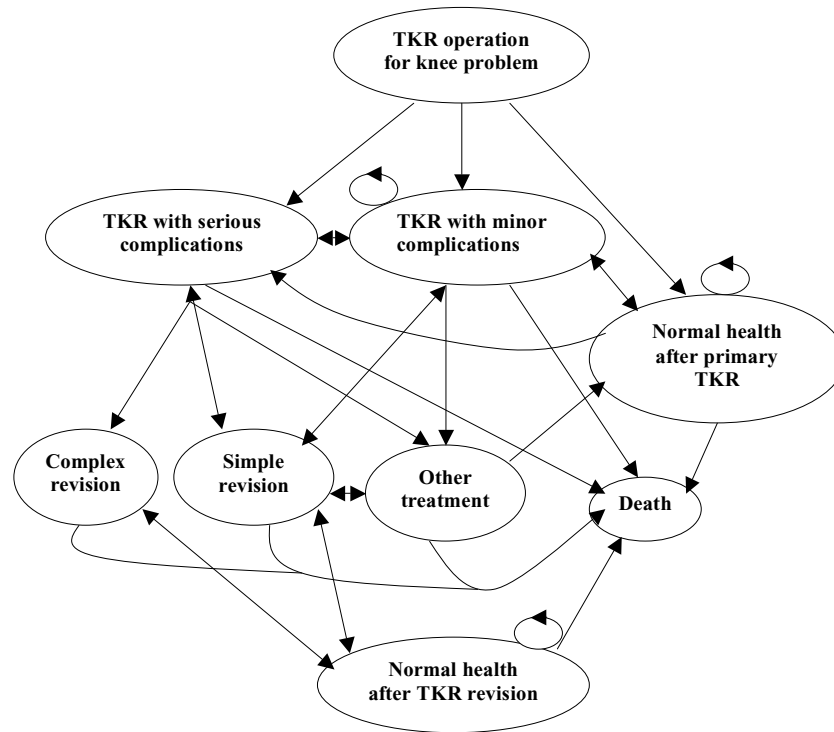 TKR operation
for knee problem
TKR with serious
complications
TKR with minor
complications
Normal health
after primary
TKR
Complex
revision
Simple
revision
Other
treatment
Death
Normal health
after TKR revision